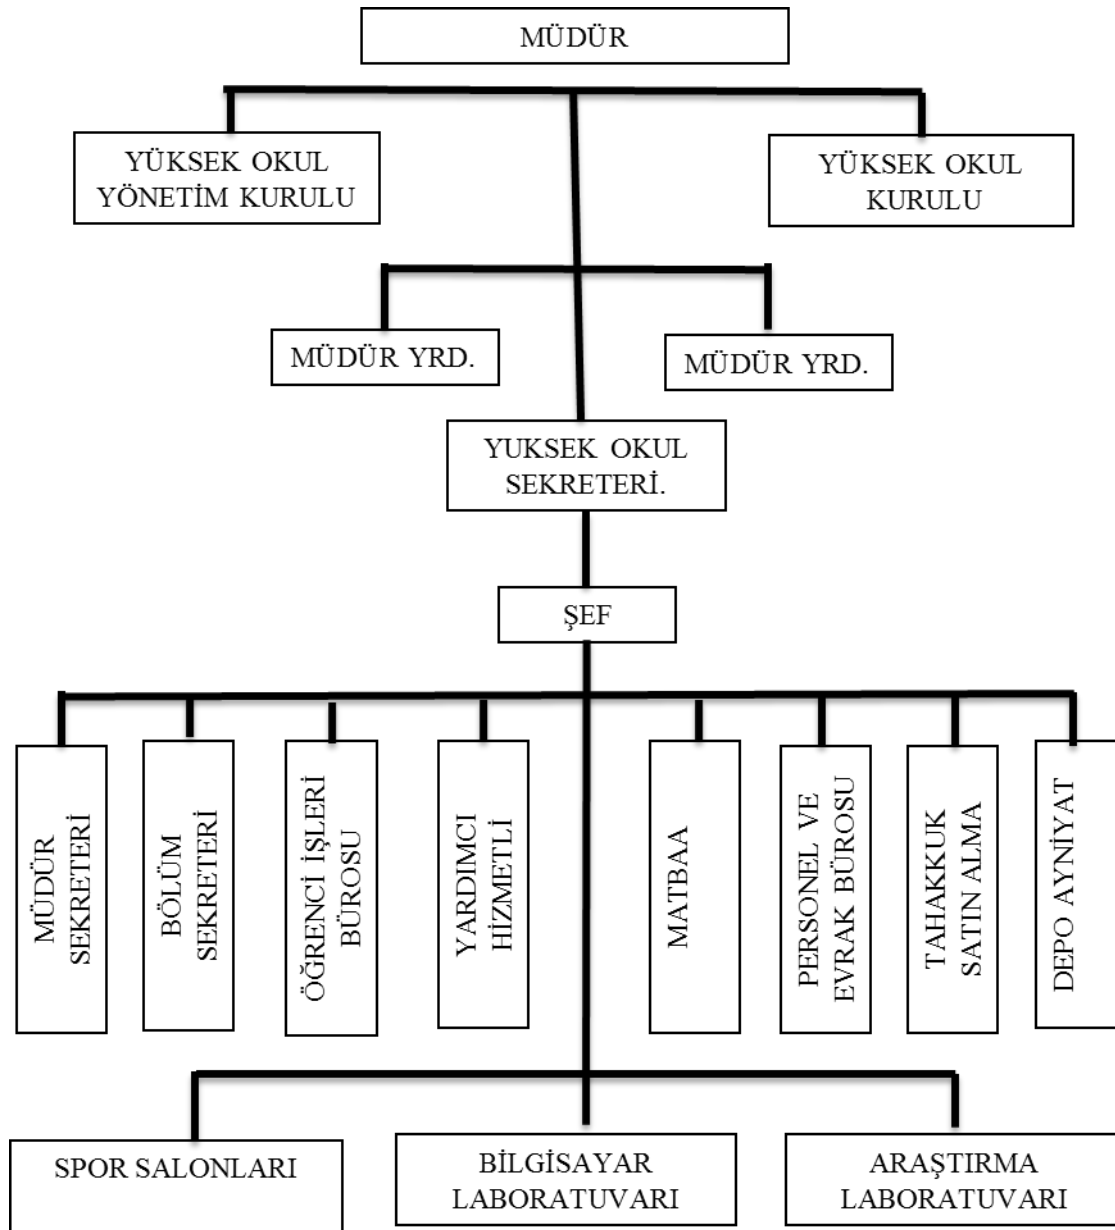 MÜDÜR
YÜKSEK OKUL
YÖNETİM KURULU
YÜKSEK OKUL
KURULU
MÜDÜR YRD.
MÜDÜR YRD.
YUKSEK OKUL
SEKRETERİ.
ŞEF
MÜDÜR
SEKRETERİ
BÖLÜM
SEKRETERİ
ÖĞRENCİ İŞLERİ
BÜROSU
YARDIMCI
HİZMETLİ
MATBAA
PERSONEL VE
EVRAK BÜROSU
TAHAKKUK
SATIN ALMA
DEPO AYNİYAT
SPOR SALONLARI
BİLGİSAYAR
LABORATUVARI
ARAŞTIRMA
LABORATUVARI